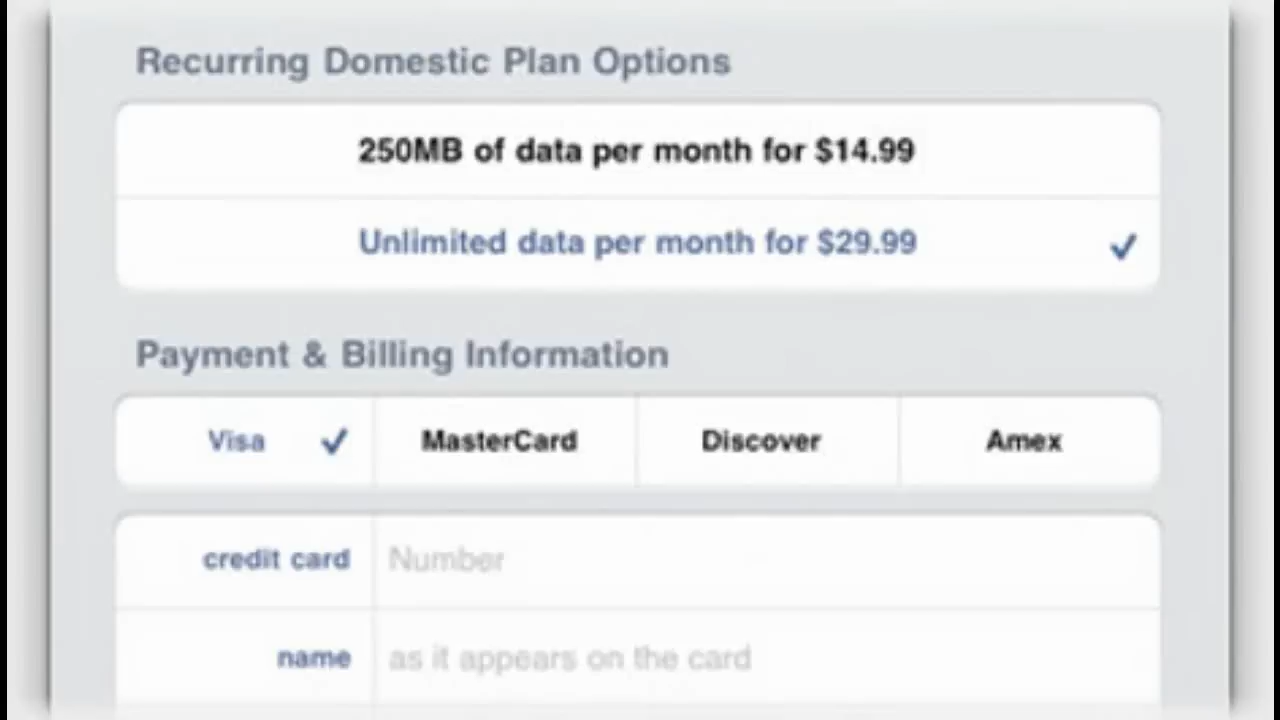 Recurring Domestic Plan Options
250MB of data per month for $14.99
Unlimited data per month for $29.99
Payment & Billing Information
Visa MasterCard Discover Amex
credit card Number
name as it appears on the card